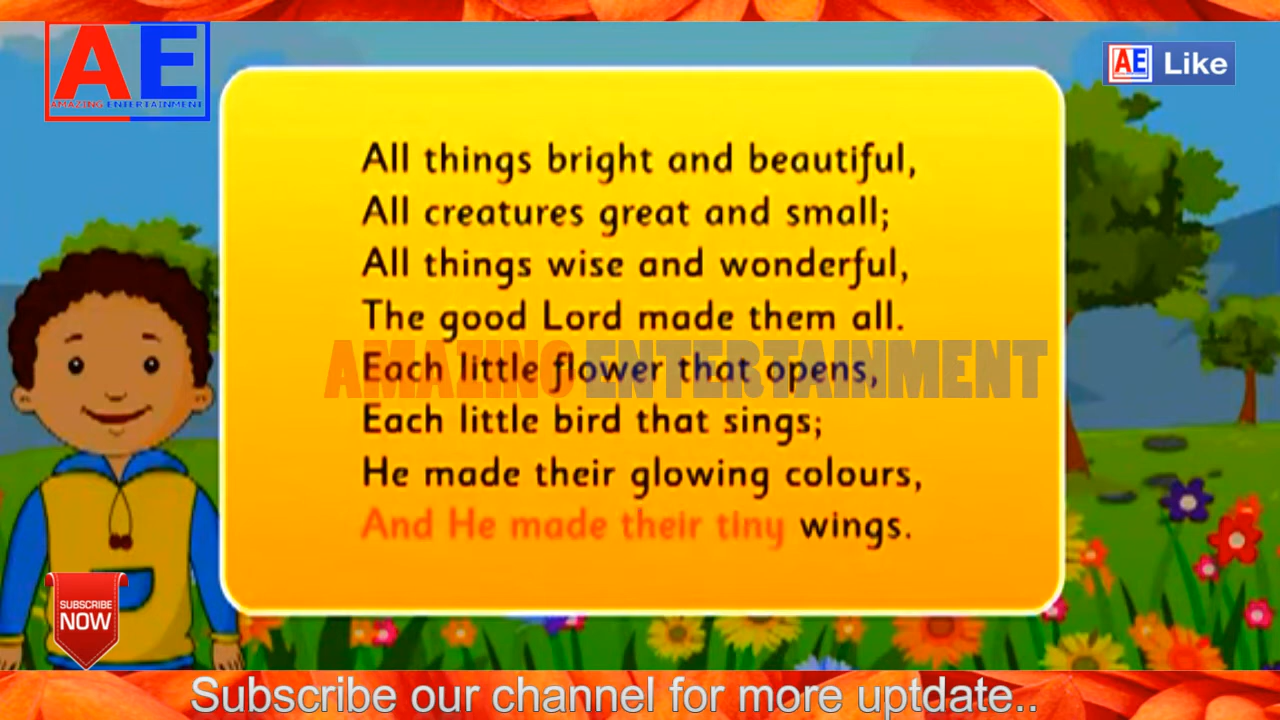 AE
AMAZING ENTERTAINMENT
AE Like
All things bright and beautiful,
All creatures great and small;
All things wise and wonderful,
The good Lord made them all.
AMAZING ENTERTAINMENT
Each little flower that opens,
Each little bird that sings;
He made their glowing colours,
And He made their tiny wings.
SUBSCRIBE
NOW
Subscribe our channel for more uptdate..